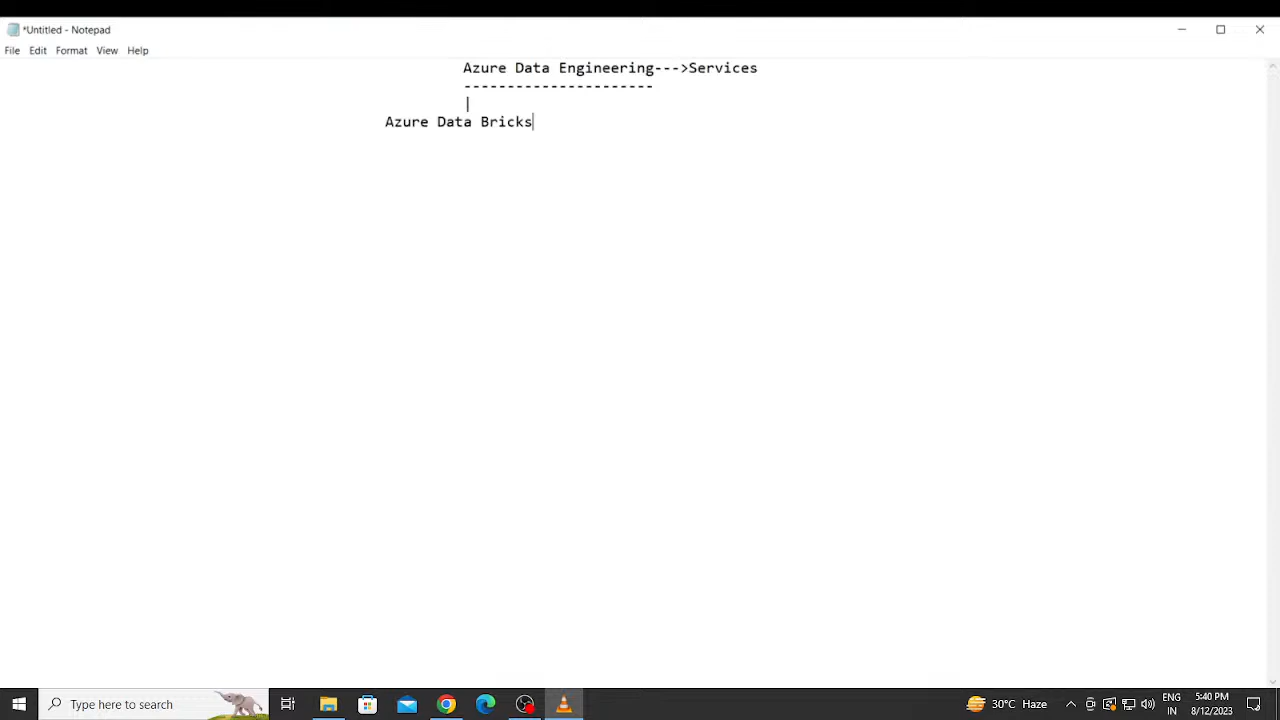 *Untitled - Notepad
File Edit Format View Help
Azure Data Engineering--->Services
----------------------
|
Azure Data Bricks
Type here to search
30°C Haze
ENG
IN
5:40 PM
8/12/2023